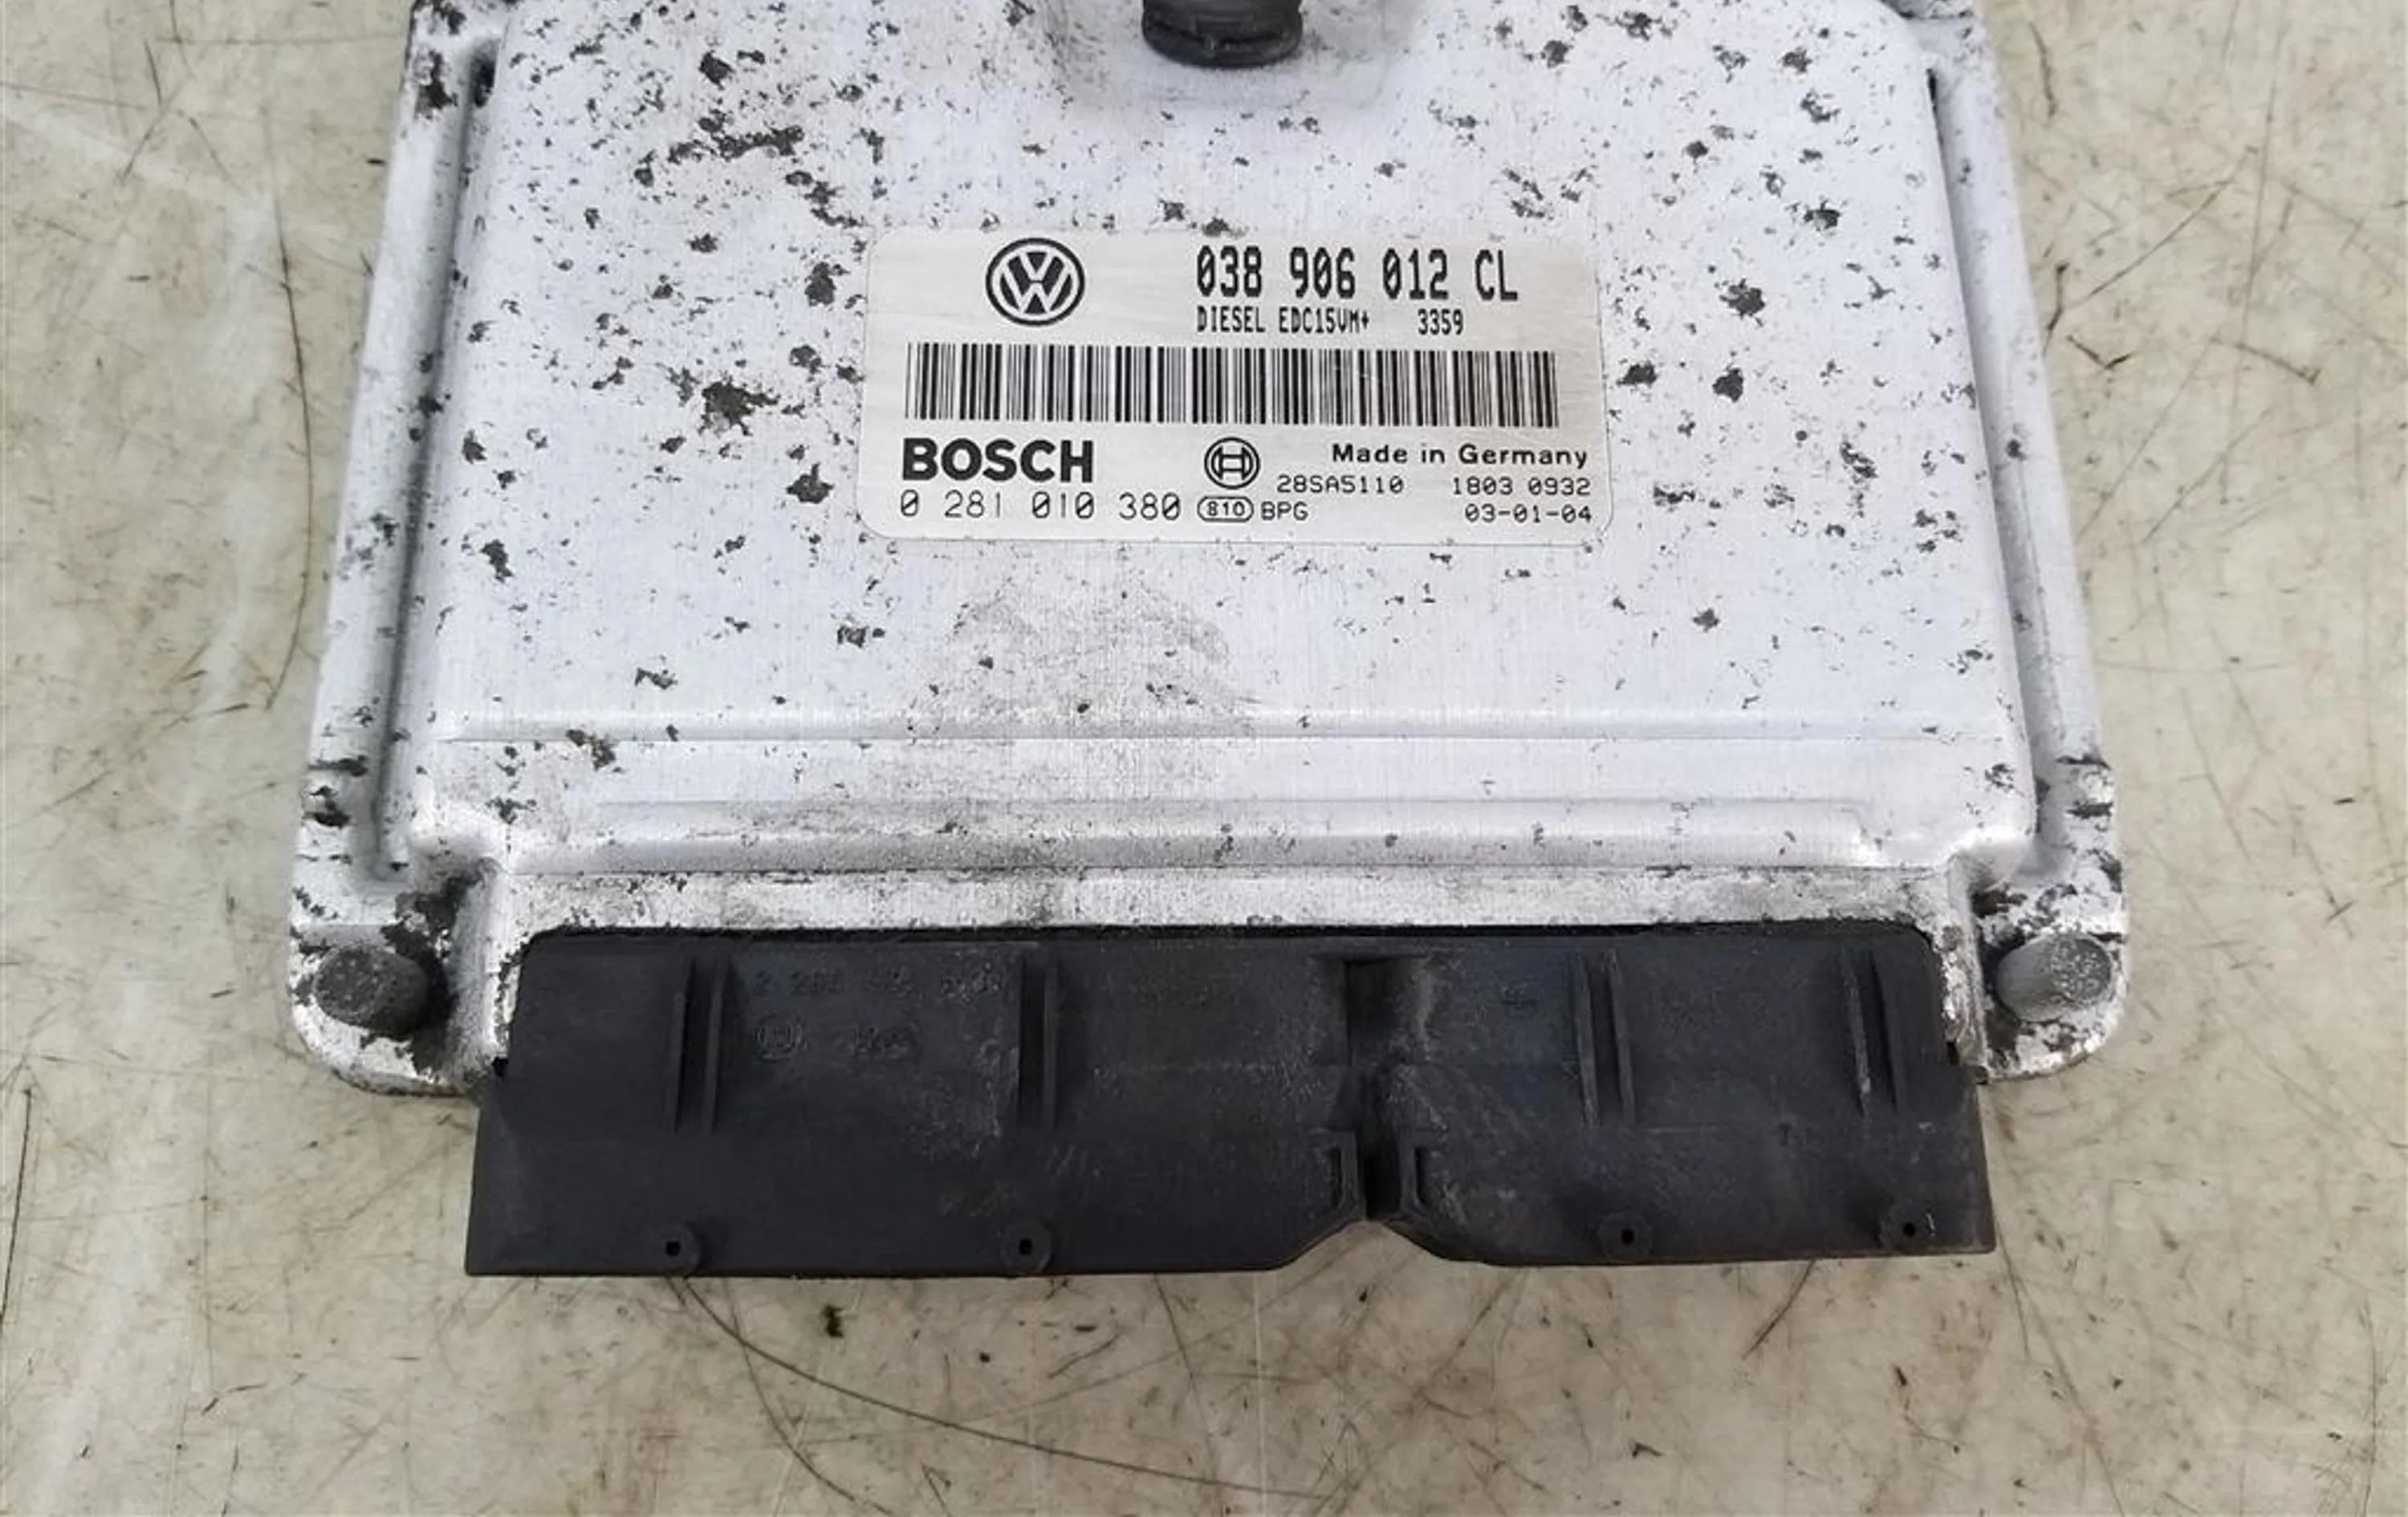 038 906 012 CL
DIESEL EDC15VM+ 3359
BOSCH
Made in Germany
28SA5110 1803 0932
0 281 010 380 810 BPG 03-01-04